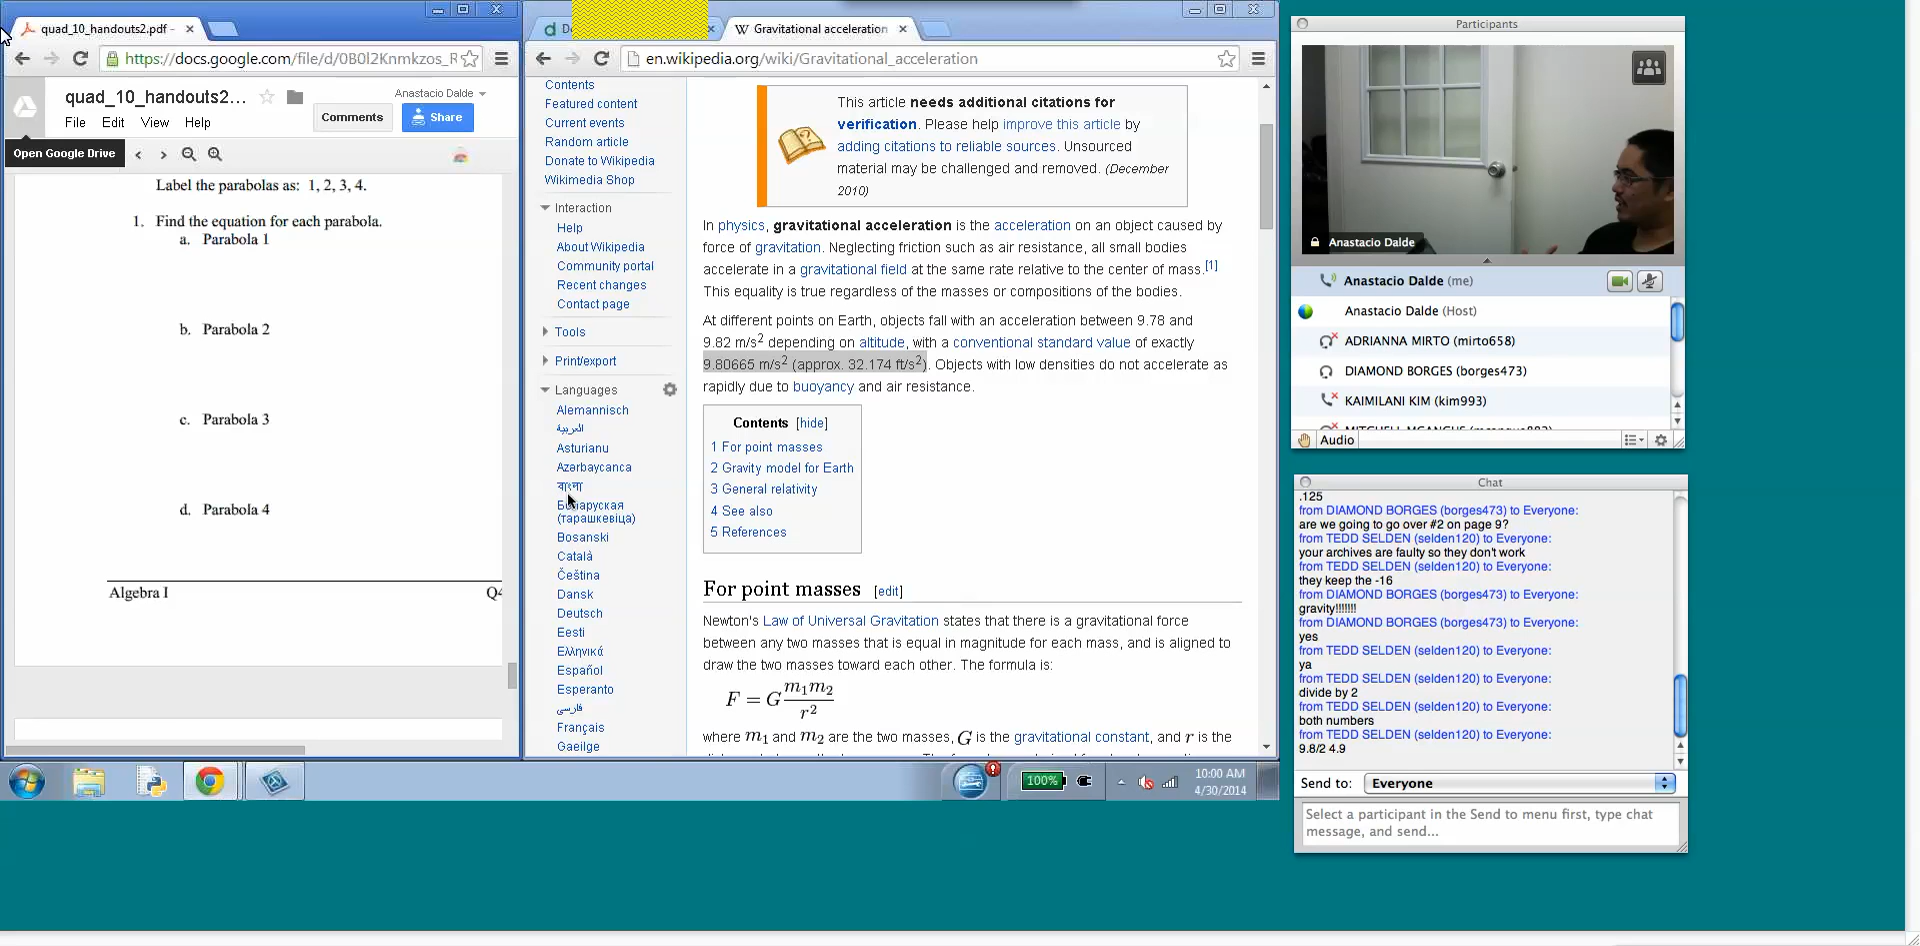 quad_10_handouts2.pdf -
https://docs.google.com/file/d/0B0l2Knmkzos_R
quad_10_handouts2...
Anastacio Dalde
File Edit View Help
Comments
Share
Open Google Drive
Label the parabolas as: 1, 2, 3, 4.
1. Find the equation for each parabola.
a. Parabola 1
b. Parabola 2
c. Parabola 3
d. Parabola 4
Algebra I
Q4
Gravitational acceleration
en.wikipedia.org/wiki/Gravitational_acceleration
Contents
Featured content
Current events
Random article
Donate to Wikipedia
Wikimedia Shop
Interaction
Help
About Wikipedia
Community portal
Recent changes
Contact page
Tools
Print/export
Languages
Alemannisch
العربية
Asturianu
Azərbaycanca
বাংলা
Беларуская
(тарашкевіца)
Bosanski
Català
Čeština
Dansk
Deutsch
Eesti
Ελληνικά
Español
Esperanto
فارسی
Français
Gaeilge
This article needs additional citations for
verification. Please help improve this article by
adding citations to reliable sources. Unsourced
material may be challenged and removed. (December
2010)
In physics, gravitational acceleration is the acceleration on an object caused by
force of gravitation. Neglecting friction such as air resistance, all small bodies
accelerate in a gravitational field at the same rate relative to the center of mass.[1]
This equality is true regardless of the masses or compositions of the bodies.
At different points on Earth, objects fall with an acceleration between 9.78 and
9.82 m/s² depending on altitude, with a conventional standard value of exactly
9.80665 m/s² (approx. 32.174 ft/s²). Objects with low densities do not accelerate as
rapidly due to buoyancy and air resistance.
Contents [hide]
1 For point masses
2 Gravity model for Earth
3 General relativity
4 See also
5 References
For point masses [edit]
Newton's Law of Universal Gravitation states that there is a gravitational force
between any two masses that is equal in magnitude for each mass, and is aligned to
draw the two masses toward each other. The formula is:
F = G m₁m₂ / r²
where m₁ and m₂ are the two masses, G is the gravitational constant, and r is the
100%
10:00 AM
4/30/2014
Participants
Anastacio Dalde
Anastacio Dalde (me)
Anastacio Dalde (Host)
ADRIANNA MIRTO (mirto658)
DIAMOND BORGES (borges473)
KAIMILANI KIM (kim993)
Audio
Chat
.125
from DIAMOND BORGES (borges473) to Everyone:
are we going to go over #2 on page 9?
from TEDD SELDEN (selden120) to Everyone:
your archives are faulty so they don't work
from TEDD SELDEN (selden120) to Everyone:
they keep the -16
from DIAMOND BORGES (borges473) to Everyone:
gravity!!!!!!!
from DIAMOND BORGES (borges473) to Everyone:
yes
from TEDD SELDEN (selden120) to Everyone:
ya
from TEDD SELDEN (selden120) to Everyone:
divide by 2
from TEDD SELDEN (selden120) to Everyone:
both numbers
from TEDD SELDEN (selden120) to Everyone:
9.8/2 4.9
Send to: Everyone
Select a participant in the Send to menu first, type chat
message, and send...